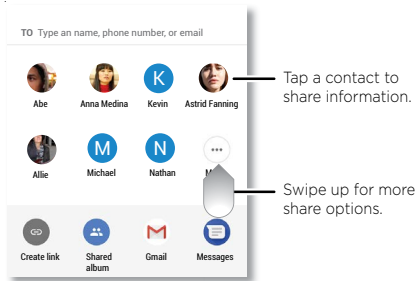 TO Type an name, phone number, or email
K
Abe Anna Medina Kevin Astrid Fanning
Tap a contact to
share information.
M N
Allie Michael Nathan
Swipe up for more
share options.
Create link Shared album Gmail Messages